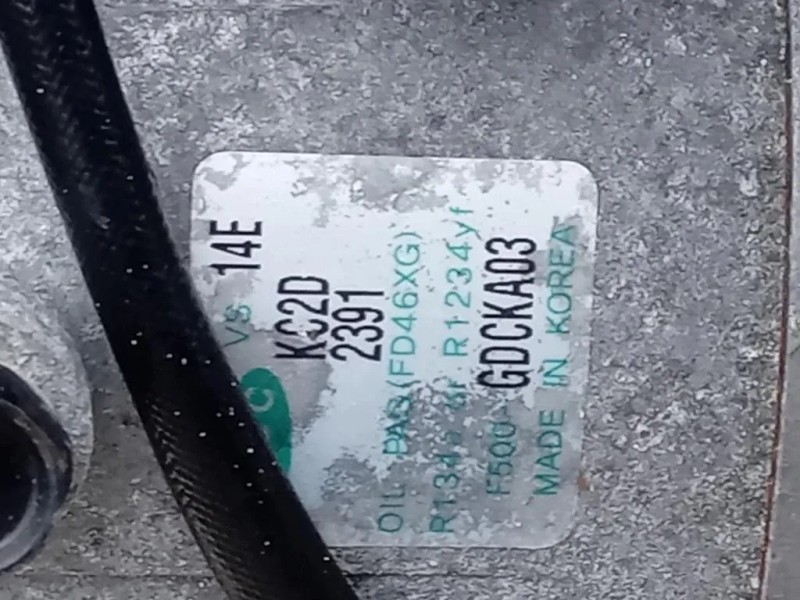 VS 14E
KC2D
2391
OIL PAG(FD46XG)
R134a or R1234yf
F500- GDCKA03
MADE IN KOREA